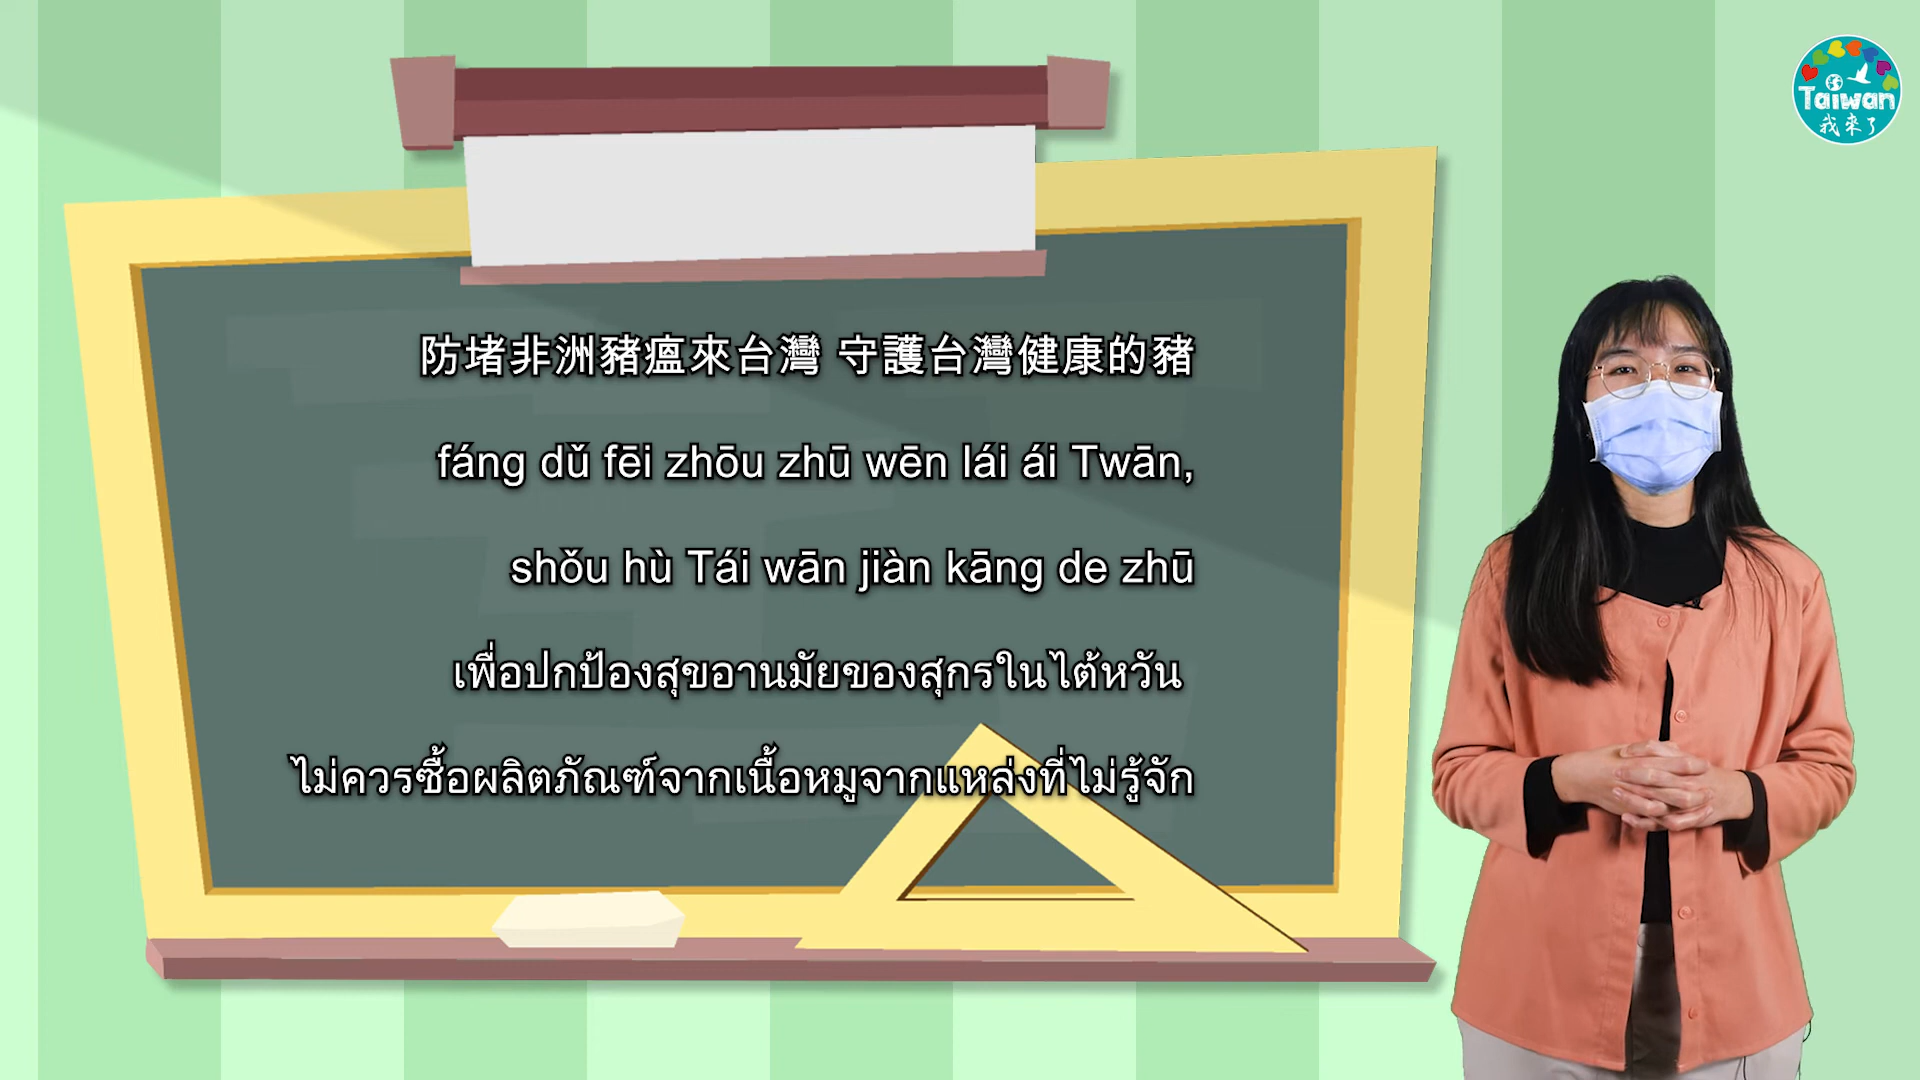 防堵非洲豬瘟來台灣 守護台灣健康的豬
fáng dǔ fēi zhōu zhū wēn lái ái Twān,
shǒu hù Tái wān jiàn kāng de zhū
เพื่อปกป้องสุขอานมัยของสุกรในไต้หวัน
ไม่ควรซื้อผลิตภัณฑ์จากเนื้อหมูจากแหล่งที่ไม่รู้จัก
Taiwan
我來了